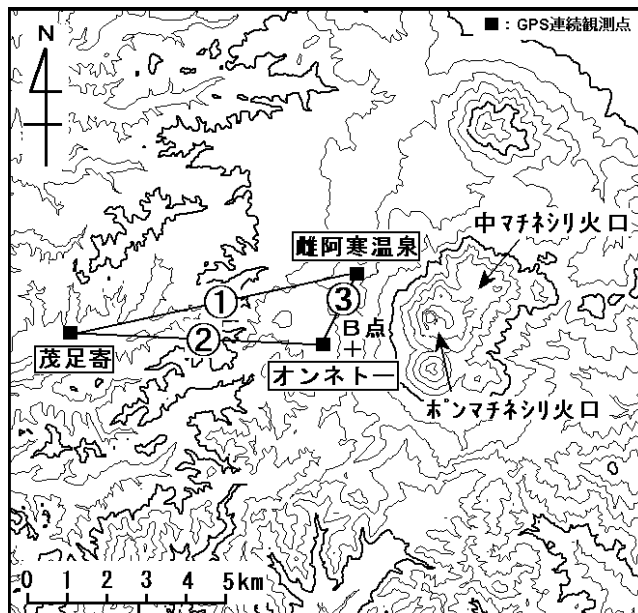 ■：GPS連続観測点
N
中マチネシリ火口
雌阿寒温泉
①
③
②
B点
茂足寄
オンネトー
ポンマチネシリ火口
0 1 2 3 4 5km